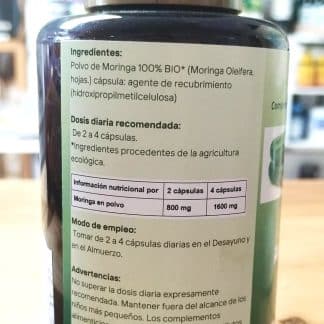 Ingredientes:
Polvo de Moringa 100% BIO* (Moringa Oleifera,
hojas,) cápsula: agente de recubrimiento
(hidroxipropilmetilcelulosa)
Dosis diaria recomendada:
De 2 a 4 cápsulas.
*Ingredientes procedentes de la agricultura
ecológica.
Información nutricional por 2 cápsulas 4 cápsulas
Moringa en polvo 800 mg 1600 mg
Modo de empleo:
Tomar de 2 a 4 cápsulas diarias en el Desayuno y
en el Almuerzo.
Advertencias:
No superar la dosis diaria expresamente
recomendada. Mantener fuera del alcance de los
niños más pequeños. Los complementos